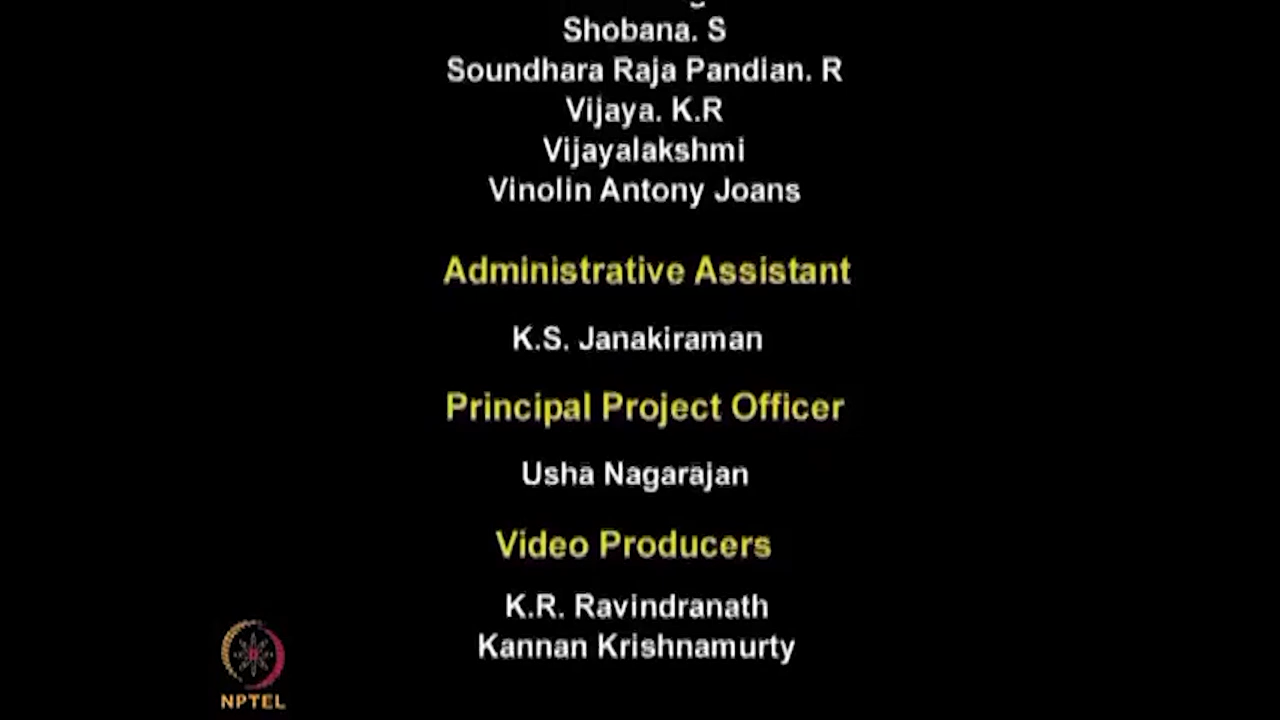 Shobana. S
Soundhara Raja Pandian. R
Vijaya. K.R
Vijayalakshmi
Vinolin Antony Joans
Administrative Assistant
K.S. Janakiraman
Principal Project Officer
Usha Nagarajan
Video Producers
K.R. Ravindranath
Kannan Krishnamurty
NPTEL